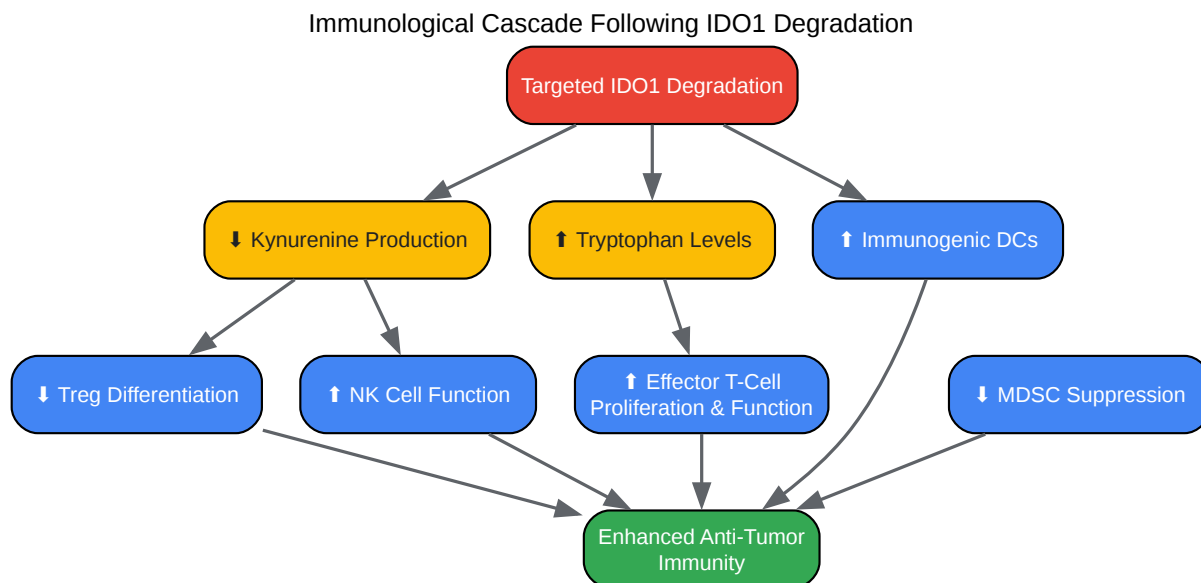 Immunological Cascade Following IDO1 Degradation
Targeted IDO1 Degradation
⬇ Kynurenine Production
⬆ Tryptophan Levels
⬆ Immunogenic DCs
⬇ Treg Differentiation
⬆ NK Cell Function
⬆ Effector T-Cell
Proliferation & Function
⬇ MDSC Suppression
Enhanced Anti-Tumor
Immunity